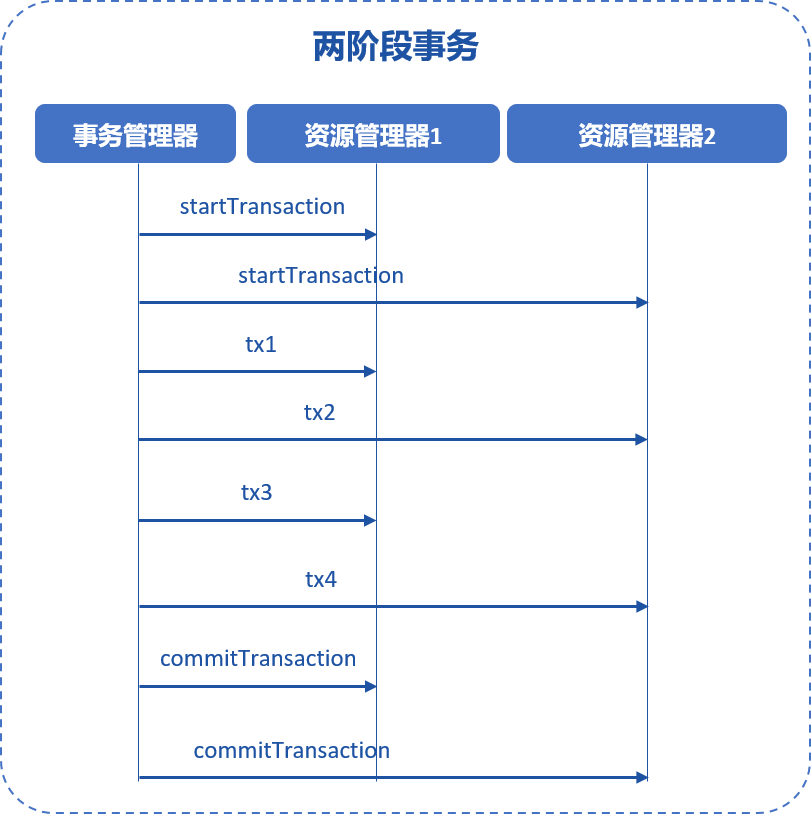 两阶段事务
事务管理器
资源管理器1
资源管理器2
startTransaction
startTransaction
tx1
tx2
tx3
tx4
commitTransaction
commitTransaction